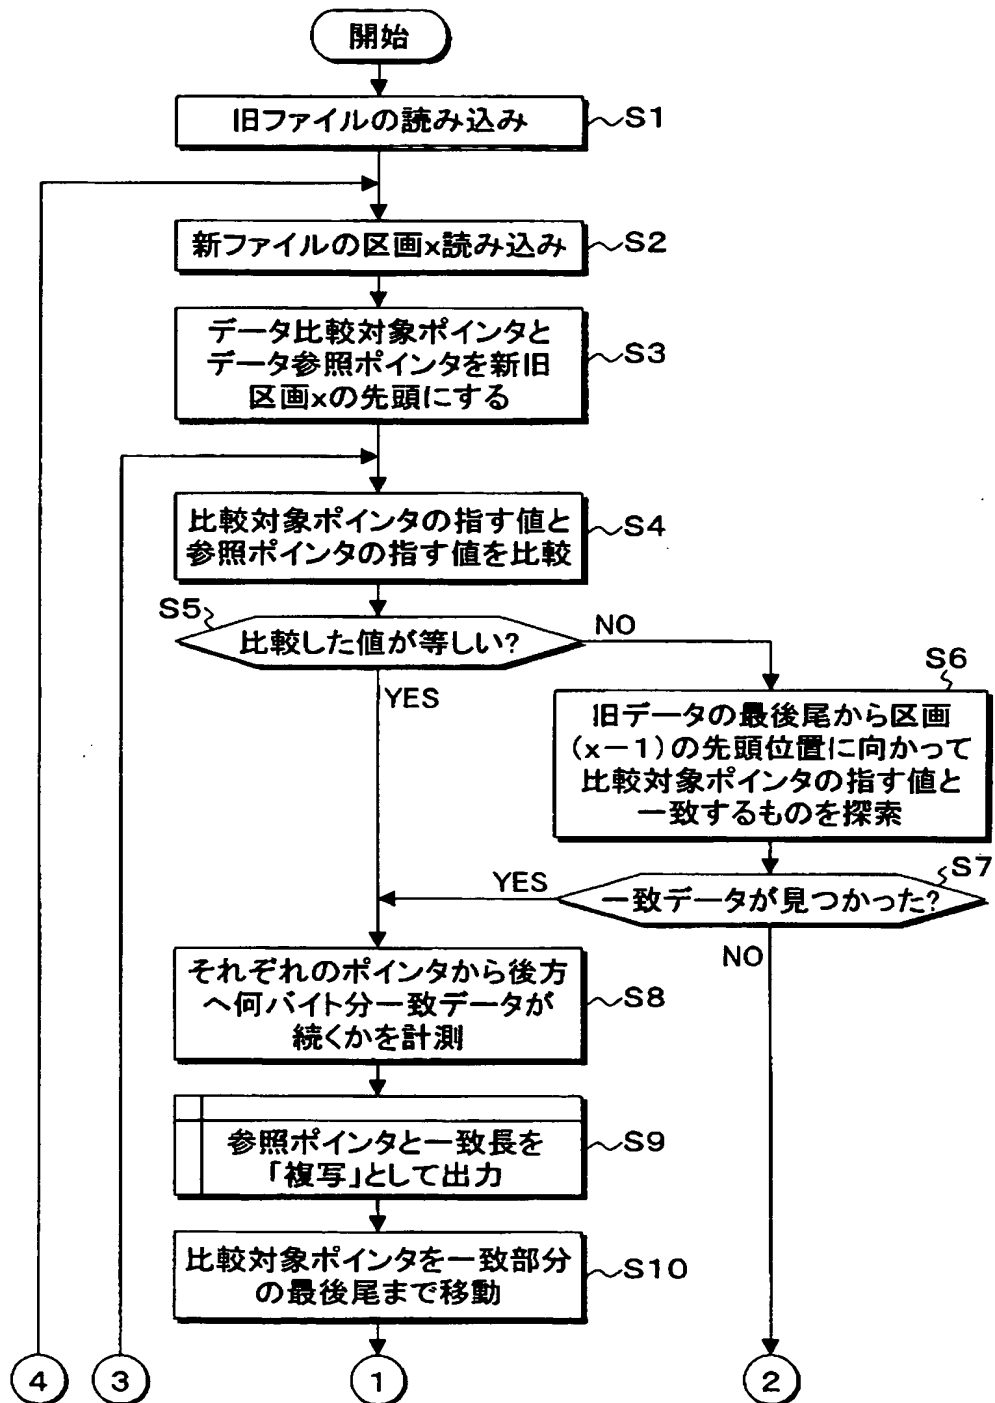 開始
旧ファイルの読み込み
S1
新ファイルの区画x読み込み
S2
データ比較対象ポインタと
データ参照ポインタを新旧
区画xの先頭にする
S3
比較対象ポインタの指す値と
参照ポインタの指す値を比較
S4
S5
比較した値が等しい?
NO
YES
S6
旧データの最後尾から区画
(x-1)の先頭位置に向かって
比較対象ポインタの指す値と
一致するものを探索
S7
一致データが見つかった?
YES
NO
それぞれのポインタから後方
へ何バイト分一致データが
続くかを計測
S8
参照ポインタと一致長を
「複写」として出力
S9
比較対象ポインタを一致部分
の最後尾まで移動
S10
4
3
1
2